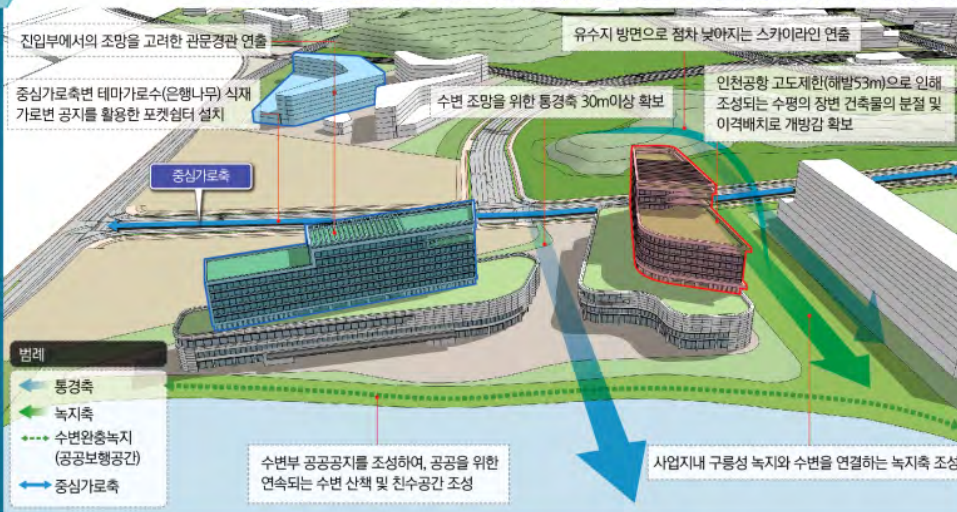 진입부에서의 조망을 고려한 관문경관 연출
유수지 방면으로 점차 낮아지는 스카이라인 연출
중심가로축변 테마가로수(은행나무) 식재
가로변 공지를 활용한 포켓쉼터 설치
수변 조망을 위한 통경축 30m이상 확보
인천공항 고도제한(해발53m)으로 인해
조성되는 수평의 장변 건축물의 분절 및
이격배치로 개방감 확보
중심가로축
범례
통경축
녹지축
수변완충녹지
(공공보행공간)
중심가로축
수변부 공공공지를 조성하여, 공공을 위한
연속되는 수변 산책 및 친수공간 조성
사업지내 구릉성 녹지와 수변을 연결하는 녹지축 조성